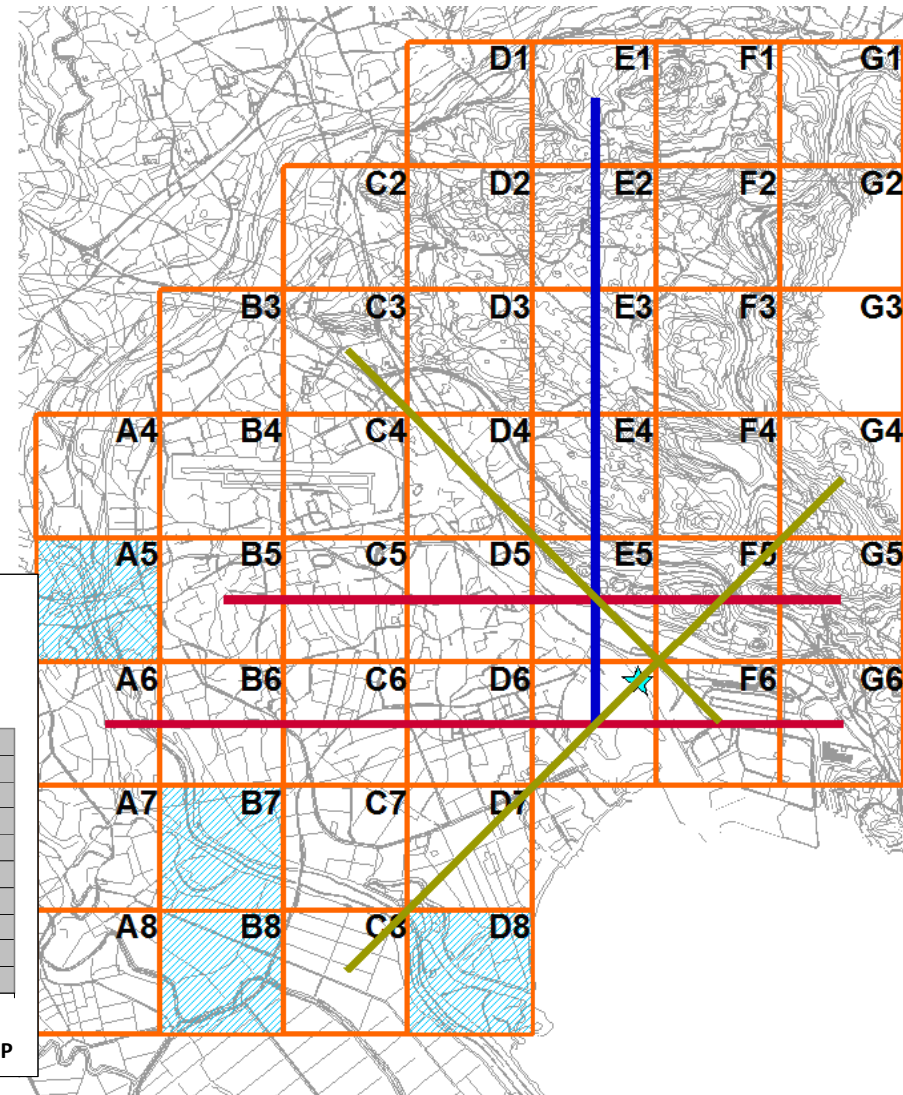 D1 E1 F1 G1
C2 D2 E2 F2 G2
B3 C3 D3 E3 F3 G3
A4 B4 C4 D4 E4 F4 G4
A5 B5 C5 D5 E5 F5 G5
A6 B6 C6 D6 F6 G6
A7 B7 C7 D7
A8 B8 C8 D8
P